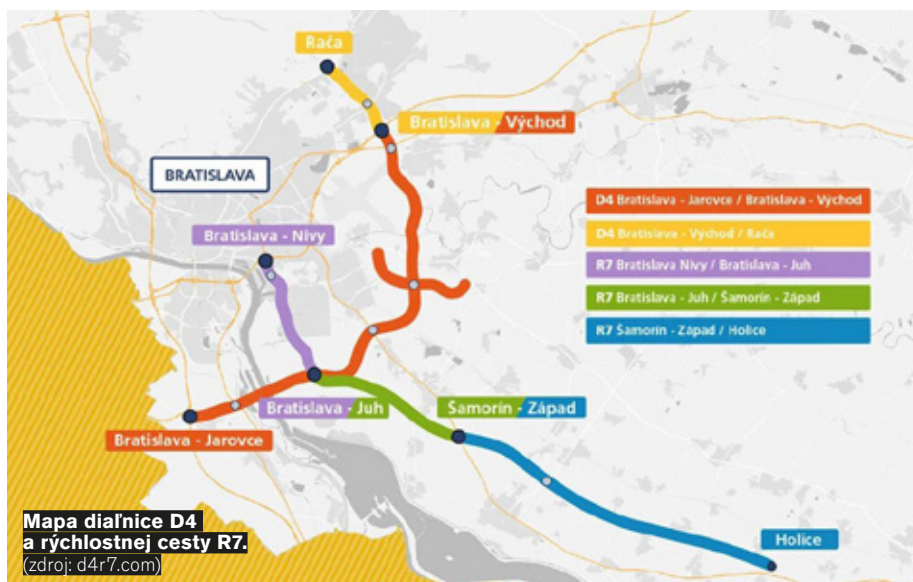 Rača
Bratislava - Východ
BRATISLAVA
D4 Bratislava - Jarovce / Bratislava - Východ
Bratislava - Nivy
D4 Bratislava - Východ / Rača
R7 Bratislava Nivy / Bratislava - Juh
R7 Bratislava - Juh / Šamorín - Západ
R7 Šamorín - Západ / Holice
Bratislava - Juh
Šamorín - Západ
Bratislava - Jarovce
Mapa diaľnice D4
a rýchlostnej cesty R7.
(zdroj: d4r7.com)
Holice